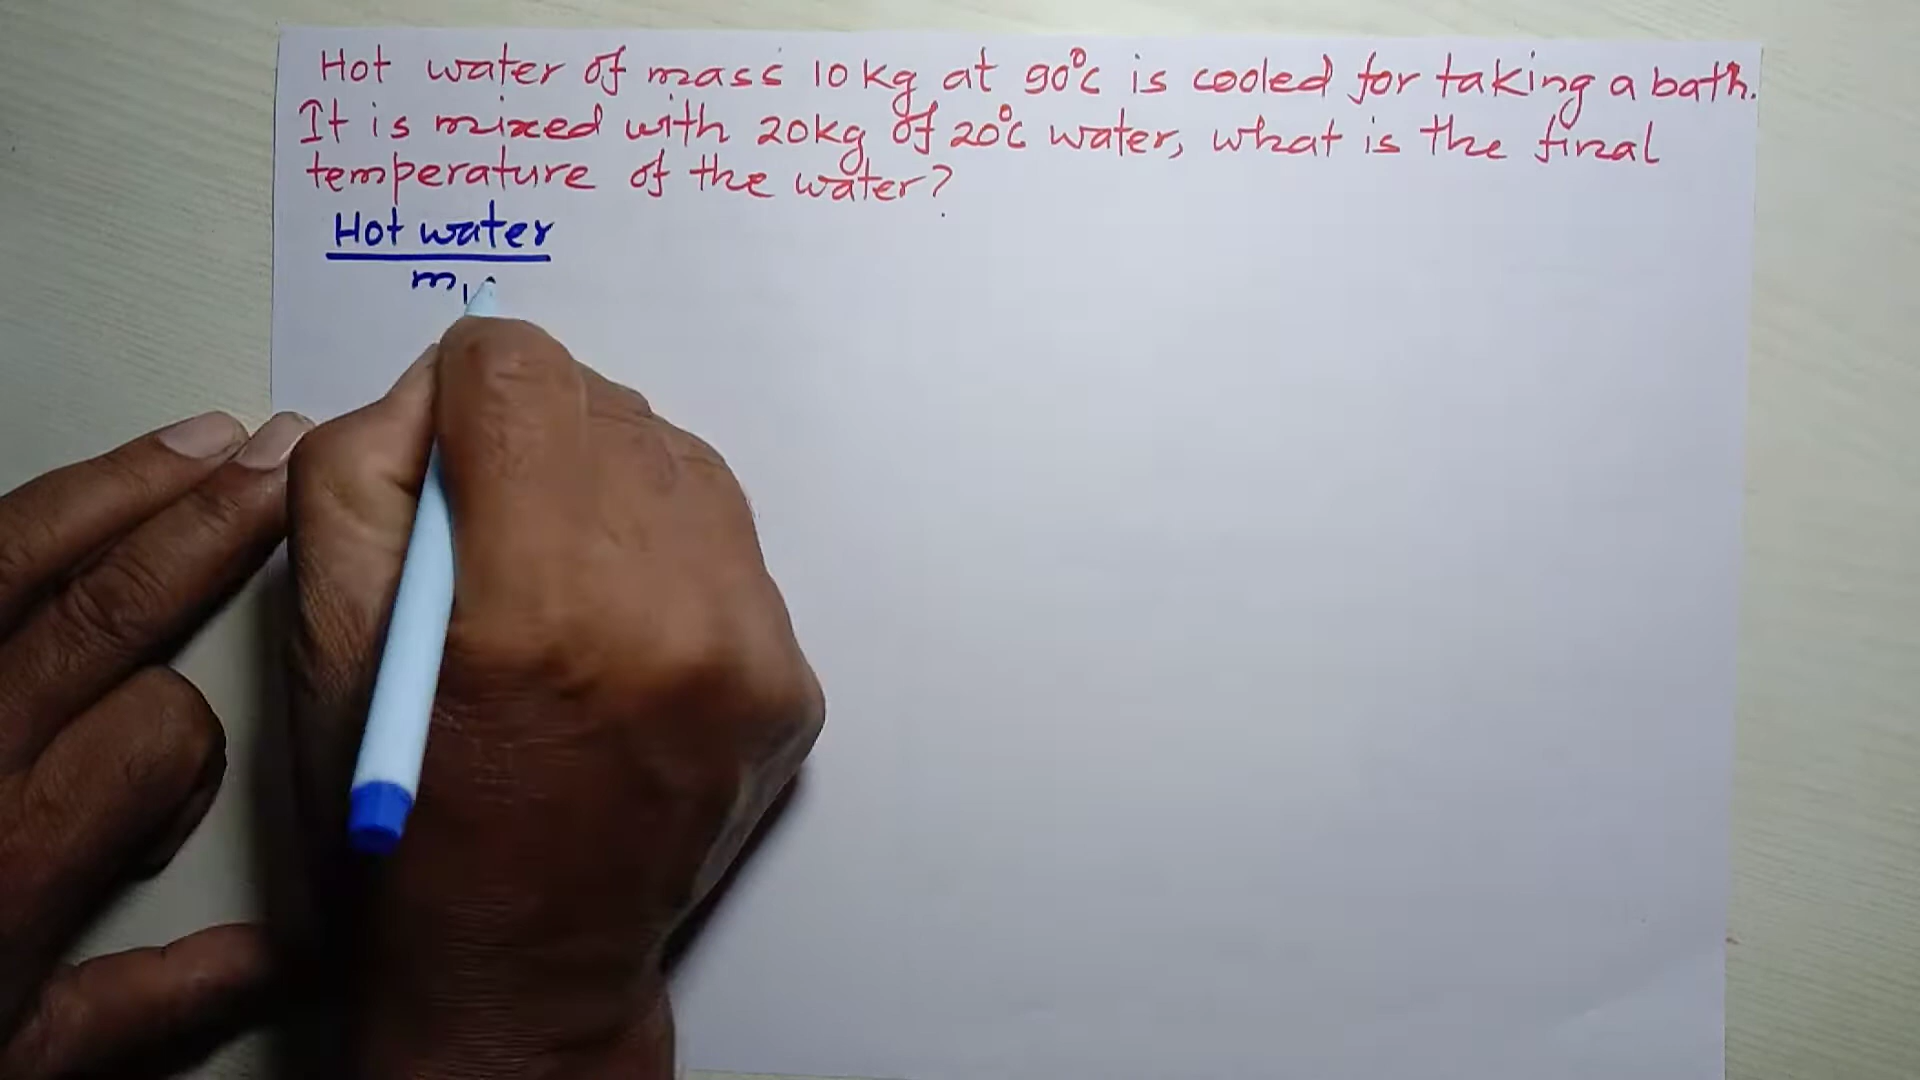 Hot water of mass 10 kg at 90°C is cooled for taking a bath.
It is mixed with 20kg of 20°C water, what is the final
temperature of the water?
Hot water
m₁